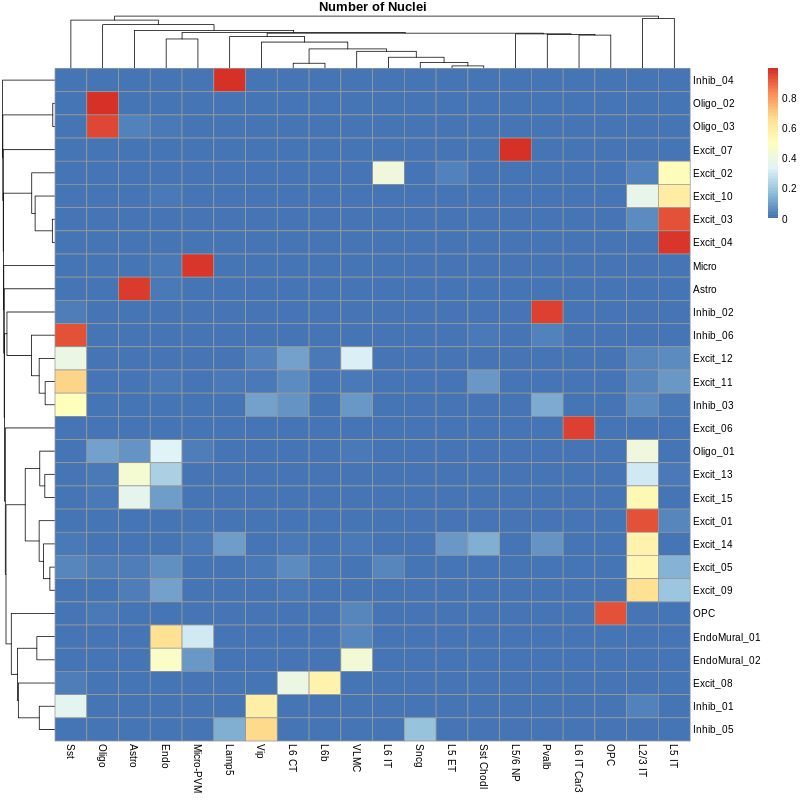 Number of Nuclei
Inhib_04
Oligo_02
Oligo_03
Excit_07
Excit_02
Excit_10
Excit_03
Excit_04
Micro
Astro
Inhib_02
Inhib_06
Excit_12
Excit_11
Inhib_03
Excit_06
Oligo_01
Excit_13
Excit_15
Excit_01
Excit_14
Excit_05
Excit_09
OPC
EndoMural_01
EndoMural_02
Excit_08
Inhib_01
Inhib_05
Sst
Oligo
Astro
Endo
Micro-PVM
Lamp5
Vip
L6 CT
L6b
VLMC
L6 IT
Sncg
L5 ET
Sst Chodl
L5/6 NP
Pvalb
L6 IT Car3
OPC
L2/3 IT
L5 IT
0.8
0.6
0.4
0.2
0